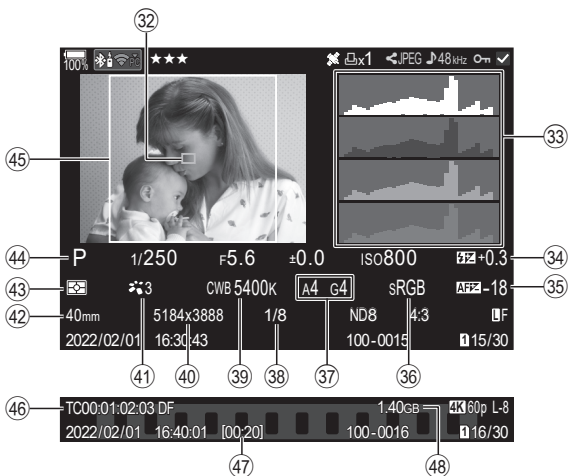 32
100% PC ★★★ x1 JPEG 48kHz
33
45
44 P 1/250 F5.6 ±0.0 ISO800 +0.3 34
43 3 CWB 5400K A4 G4 sRGB AFZ-18 35
42 40mm 5184x3888 1/8 ND8 4:3 LF
2022/02/01 16:30:43 100-0015 1 15/30
41 40 39 38 37 36
46 TC00:01:02:03 DF 1.40GB 4K 60p L-8
2022/02/01 16:40:01 [00:20] 100-0016 1 16/30
47 48